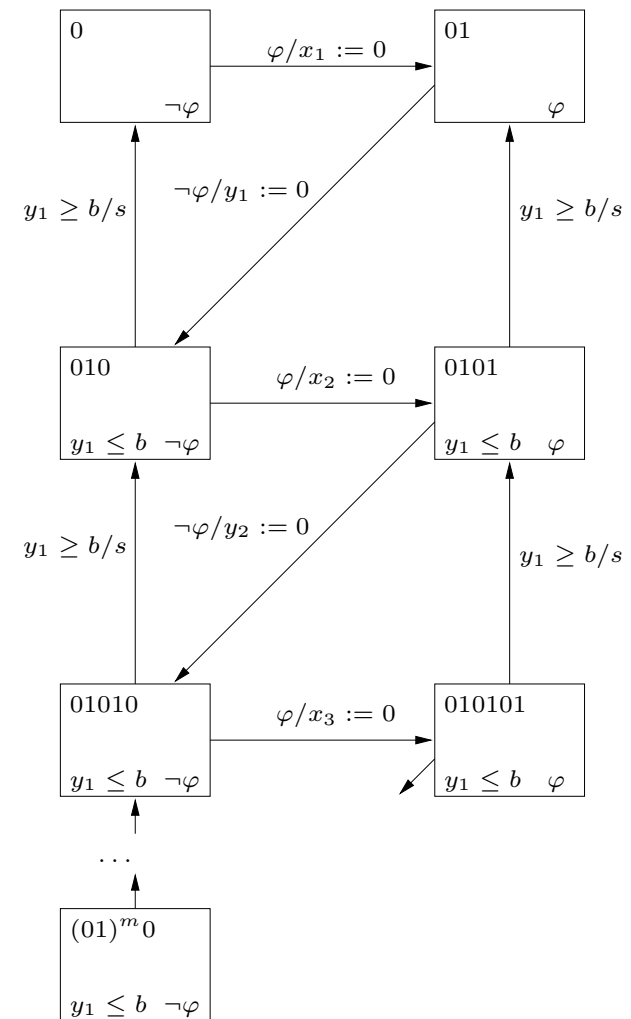 0
¬φ
φ/x₁ := 0
01
φ
y₁ ≥ b/s
¬φ/y₁ := 0
y₁ ≥ b/s
010
y₁ ≤ b ¬φ
φ/x₂ := 0
0101
y₁ ≤ b φ
y₁ ≥ b/s
¬φ/y₂ := 0
y₁ ≥ b/s
01010
y₁ ≤ b ¬φ
φ/x₃ := 0
010101
y₁ ≤ b φ
...
(01)ᵐ0
y₁ ≤ b ¬φ